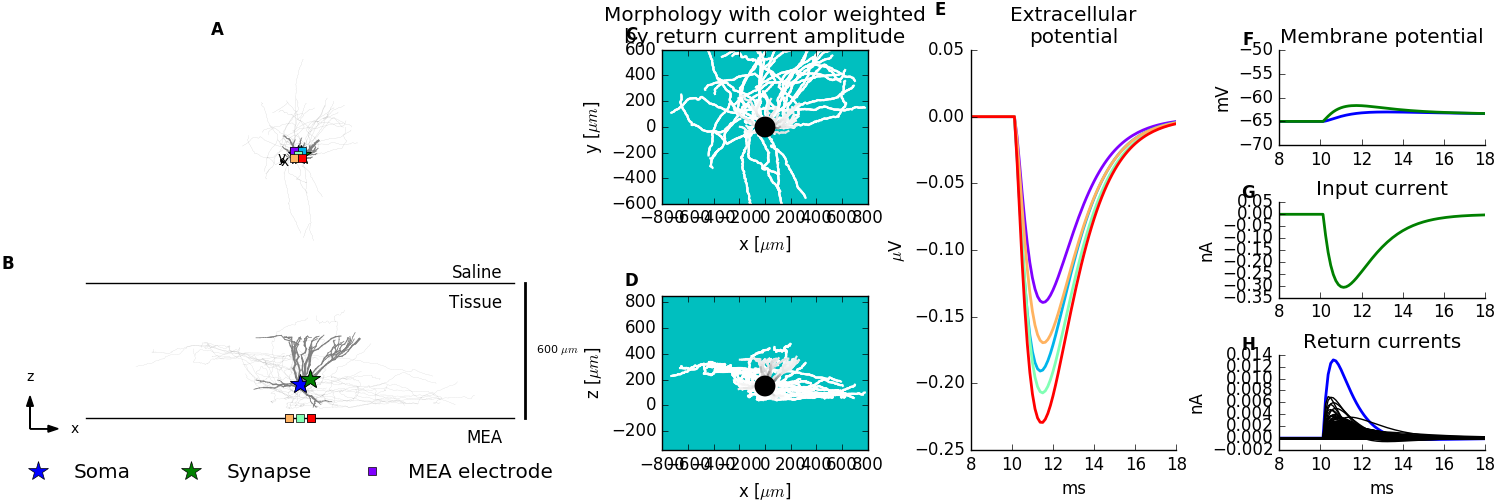 A
y
x
B
Saline
Tissue
600 μm
z
x
MEA
Soma
Synapse
MEA electrode
Morphology with color weighted
by return current amplitude
C
600
400
200
0
−200
−400
−600
y [μm]
−800 −600 −400 −200 0 200 400 600 800
x [μm]
D
800
600
400
200
0
−200
z [μm]
−800 −600 −400 −200 0 200 400 600 800
x [μm]
E
Extracellular
potential
0.05
0.00
−0.05
−0.10
−0.15
−0.20
−0.25
μV
8 10 12 14 16 18
ms
F
Membrane potential
−50
−55
−60
−65
−70
mV
8 10 12 14 16 18
G
Input current
0.05
0.00
−0.05
−0.10
−0.15
−0.20
−0.25
−0.30
−0.35
nA
8 10 12 14 16 18
H
Return currents
0.014
0.012
0.010
0.008
0.006
0.004
0.002
0.000
−0.002
nA
8 10 12 14 16 18
ms